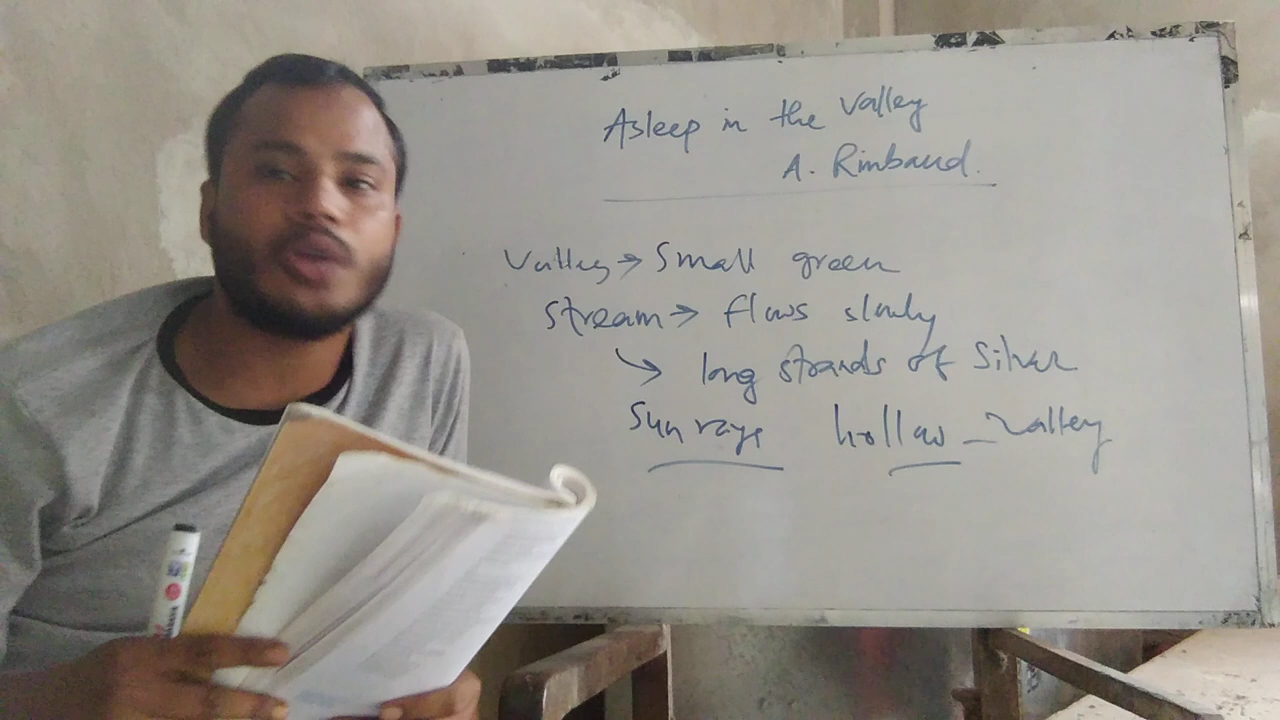 Asleep in the valley
A. Rimbaud.
Valley → Small green
stream → flows slowly
↘ long strands of Silver
Sun rays hollow - valley